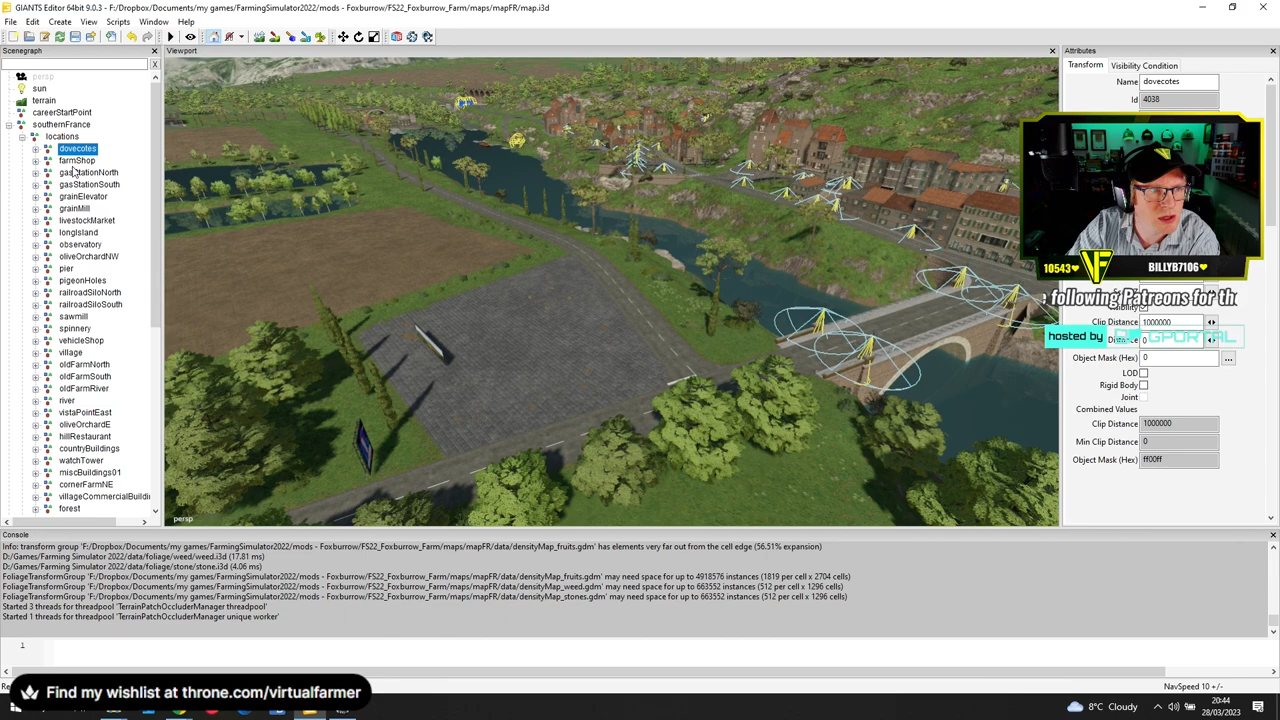 GIANTS Editor 64bit v9.0.3 - F:/Dropbox/Documents/my games/FarmingSimulator2022/mods - Foxburrow/FS22_Foxburrow_Farm/maps/mapFR/map.i3d
File Edit Create View Scripts Window Help
Scenegraph
Viewport
Attributes
X
persp
sun
terrain
careerStartPoint
southernFrance
locations
dovecotes
farmShop
gasStationNorth
gasStationSouth
grainElevator
grainMill
livestockMarket
longIsland
observatory
oliveOrchardNW
pier
pigeonHoles
railroadSiloNorth
railroadSiloSouth
sawmill
spinnery
vehicleShop
village
oldFarmNorth
oldFarmSouth
oldFarmRiver
river
vistaPointEast
oliveOrchardE
hillRestaurant
countryBuildings
watchTower
miscBuildings01
cornerFarmNE
villageCommercialBuildi
forest
persp
Transform Visibility Condition
Name dovecotes
Id 4038
10543 VF BILLYB7106
following Patreons for th
hosted by GPORTAL
Clip Distance 1000000
Distance 0
Object Mask (Hex) 0 ...
LOD
Rigid Body
Joint
Combined Values
Clip Distance 1000000
Min Clip Distance 0
Object Mask (Hex) ff00ff
Console
Info: transform group 'F:/Dropbox/Documents/my games/FarmingSimulator2022/mods - Foxburrow/FS22_Foxburrow_Farm/maps/mapFR/data/densityMap_fruits.gdm' has elements very far out from the cell edge (56.51% expansion)
D:/Games/Farming Simulator 2022/data/foliage/weed/weed.i3d (17.81 ms)
D:/Games/Farming Simulator 2022/data/foliage/stone/stone.i3d (4.06 ms)
FoliageTransformGroup 'F:/Dropbox/Documents/my games/FarmingSimulator2022/mods - Foxburrow/FS22_Foxburrow_Farm/maps/mapFR/data/densityMap_fruits.gdm' may need space for up to 4918576 instances (1819 per cell x 2704 cells)
FoliageTransformGroup 'F:/Dropbox/Documents/my games/FarmingSimulator2022/mods - Foxburrow/FS22_Foxburrow_Farm/maps/mapFR/data/densityMap_weed.gdm' may need space for up to 663552 instances (512 per cell x 1296 cells)
FoliageTransformGroup 'F:/Dropbox/Documents/my games/FarmingSimulator2022/mods - Foxburrow/FS22_Foxburrow_Farm/maps/mapFR/data/densityMap_stones.gdm' may need space for up to 663552 instances (512 per cell x 1296 cells)
Started 3 threads for threadpool 'TerrainPatchOccluderManager threadpool'
Started 1 threads for threadpool 'TerrainPatchOccluderManager unique worker'
1
Find my wishlist at throne.com/virtualfarmer
NavSpeed 10 +/-
8°C Cloudy
20:44
28/03/2023